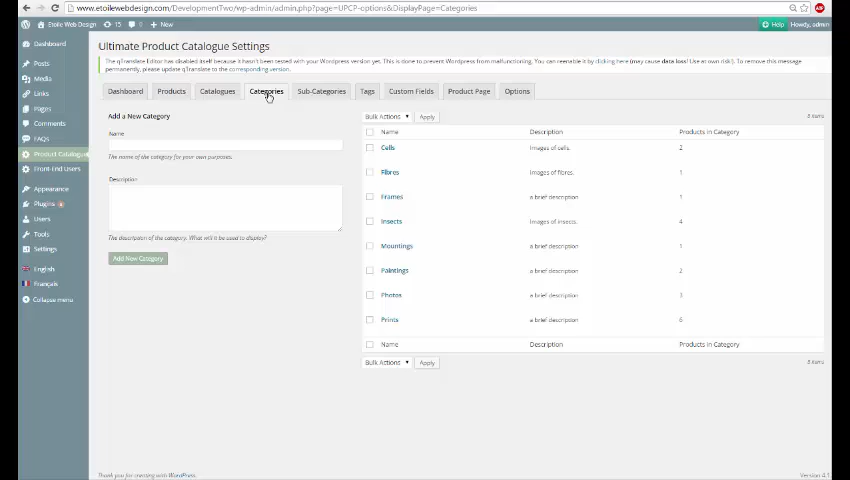 www.etoilewebdesign.com/DevelopmentTwo/wp-admin/admin.php?page=UPCP-options&DisplayPage=Categories
Etoile Web Design 15 0 + New Help Howdy, admin
Dashboard
Posts
Media
Links
Pages
Comments
FAQs
Product Catalogue
Front-End Users
Appearance
Plugins 4
Users
Tools
Settings
English
Français
Collapse menu
Ultimate Product Catalogue Settings
The qTranslate Editor has disabled itself because it hasn't been tested with your Wordpress version yet. This is done to prevent Wordpress from malfunctioning. You can reenable it by clicking here (may cause data loss! Use at own risk!). To remove this message
permanently, please update qTranslate to the corresponding version.
Dashboard Products Catalogues Categories Sub-Categories Tags Custom Fields Product Page Options
Add a New Category
Name
The name of the category for your own purposes.
Description
The description of the category. What will it be used to display?
Add New Category
Bulk Actions Apply 8 items
Name Description Products in Category
Cells Images of cells. 2
Fibres Images of fibres. 1
Frames a brief description 1
Insects Images of insects. 4
Mountings a brief description 1
Paintings a brief description 2
Photos a brief description 3
Prints a brief description 6
Name Description Products in Category
Bulk Actions Apply 8 items
Thank you for creating with WordPress.